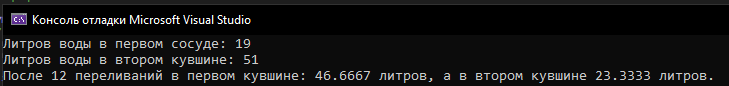 Консоль отладки Microsoft Visual Studio
Литров воды в первом сосуде: 19
Литров воды в втором кувшине: 51
После 12 переливаний в первом кувшине: 46.6667 литров, а в втором кувшине 23.3333 литров.